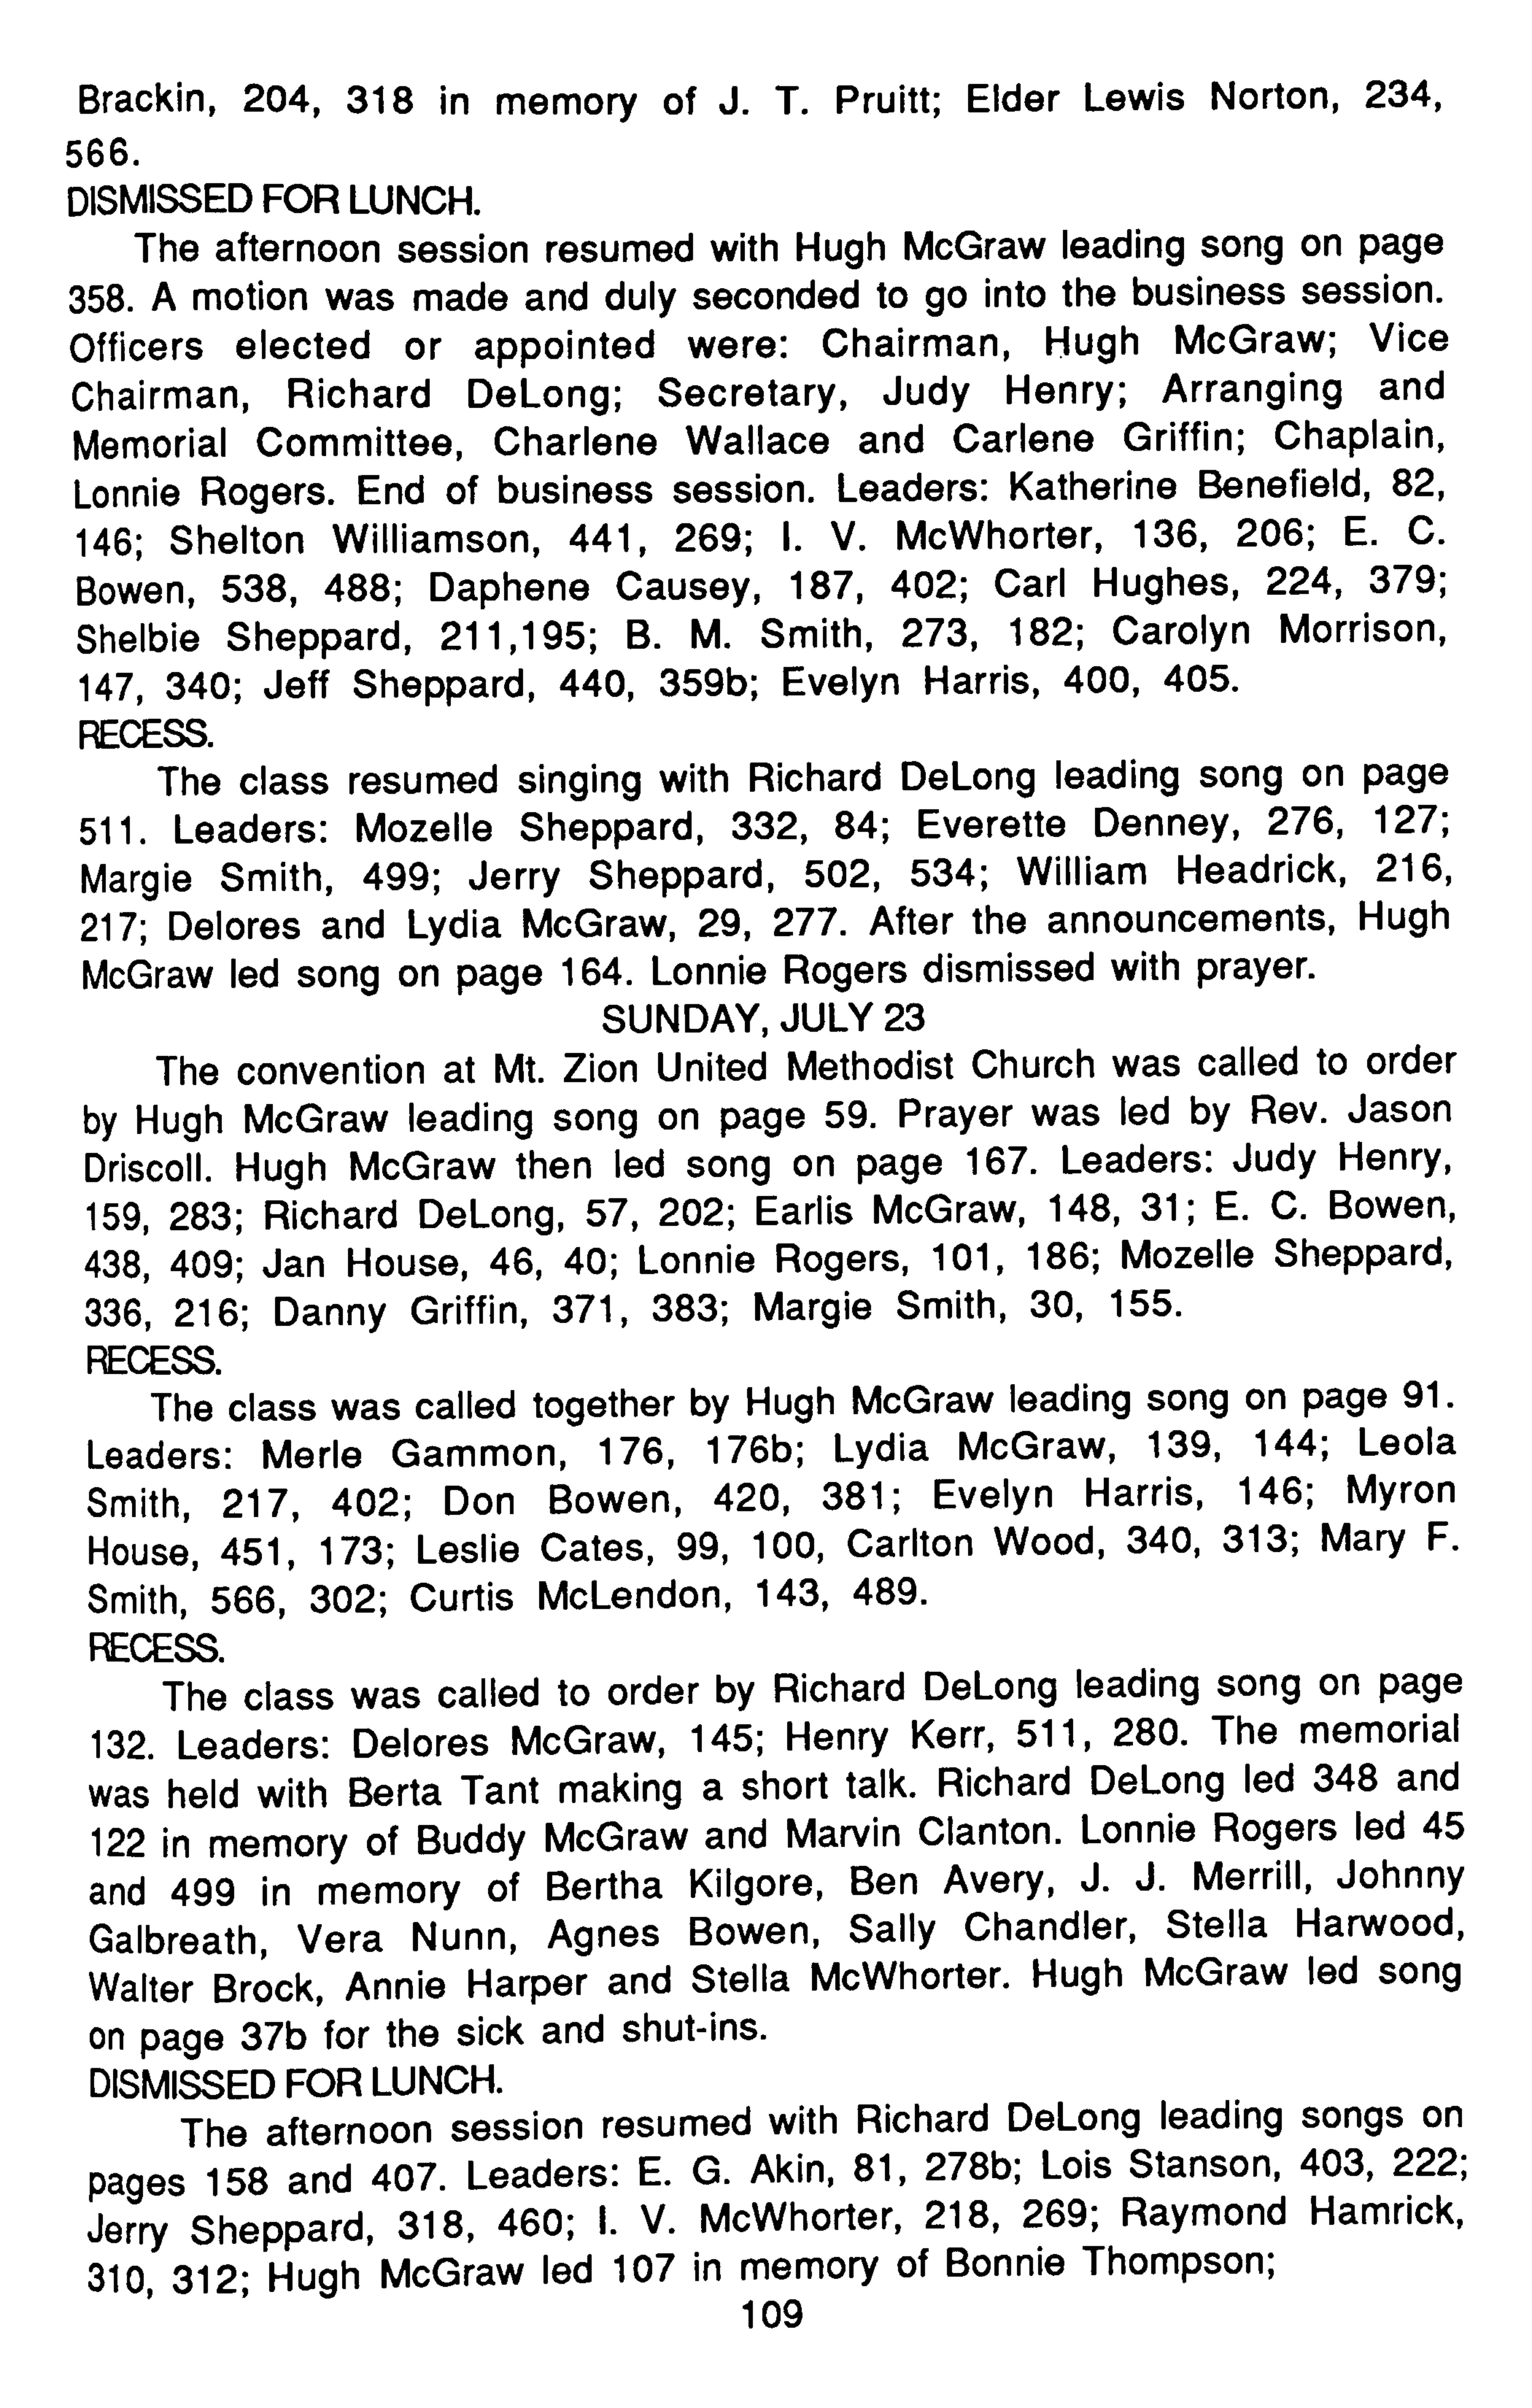 Brackin, 204, 318 in memory of J. T. Pruitt; Elder Lewis Norton, 234,
566.
DISMISSED FOR LUNCH.
The afternoon session resumed with Hugh McGraw leading song on page
358. A motion was made and duly seconded to go into the business session.
Officers elected or appointed were: Chairman, Hugh McGraw; Vice
Chairman, Richard DeLong; Secretary, Judy Henry; Arranging and
Memorial Committee, Charlene Wallace and Carlene Griffin; Chaplain,
Lonnie Rogers. End of business session. Leaders: Katherine Benefield, 82,
146; Shelton Williamson, 441, 269; I. V. McWhorter, 136, 206; E. C.
Bowen, 538, 488; Daphene Causey, 187, 402; Carl Hughes, 224, 379;
Shelbie Sheppard, 211,195; B. M. Smith, 273, 182; Carolyn Morrison,
147, 340; Jeff Sheppard, 440, 359b; Evelyn Harris, 400, 405.
RECESS.
The class resumed singing with Richard DeLong leading song on page
511. Leaders: Mozelle Sheppard, 332, 84; Everette Denney, 276, 127;
Margie Smith, 499; Jerry Sheppard, 502, 534; William Headrick, 216,
217; Delores and Lydia McGraw, 29, 277. After the announcements, Hugh
McGraw led song on page 164. Lonnie Rogers dismissed with prayer.
SUNDAY, JULY 23
The convention at Mt. Zion United Methodist Church was called to order
by Hugh McGraw leading song on page 59. Prayer was led by Rev. Jason
Driscoll. Hugh McGraw then led song on page 167. Leaders: Judy Henry,
159, 283; Richard DeLong, 57, 202; Earlis McGraw, 148, 31; E. C. Bowen,
438, 409; Jan House, 46, 40; Lonnie Rogers, 101, 186; Mozelle Sheppard,
336, 216; Danny Griffin, 371, 383; Margie Smith, 30, 155.
RECESS.
The class was called together by Hugh McGraw leading song on page 91.
Leaders: Merle Gammon, 176, 176b; Lydia McGraw, 139, 144; Leola
Smith, 217, 402; Don Bowen, 420, 381; Evelyn Harris, 146; Myron
House, 451, 173; Leslie Cates, 99, 100, Carlton Wood, 340, 313; Mary F.
Smith, 566, 302; Curtis McLendon, 143, 489.
RECESS.
The class was called to order by Richard DeLong leading song on page
132. Leaders: Delores McGraw, 145; Henry Kerr, 511, 280. The memorial
was held with Berta Tant making a short talk. Richard DeLong led 348 and
122 in memory of Buddy McGraw and Marvin Clanton. Lonnie Rogers led 45
and 499 in memory of Bertha Kilgore, Ben Avery, J. J. Merrill, Johnny
Galbreath, Vera Nunn, Agnes Bowen, Sally Chandler, Stella Harwood,
Walter Brock, Annie Harper and Stella McWhorter. Hugh McGraw led song
on page 37b for the sick and shut-ins.
DISMISSED FOR LUNCH.
The afternoon session resumed with Richard DeLong leading songs on
pages 158 and 407. Leaders: E. G. Akin, 81, 278b; Lois Stanson, 403, 222;
Jerry Sheppard, 318, 460; I. V. McWhorter, 218, 269; Raymond Hamrick,
310, 312; Hugh McGraw led 107 in memory of Bonnie Thompson;
109